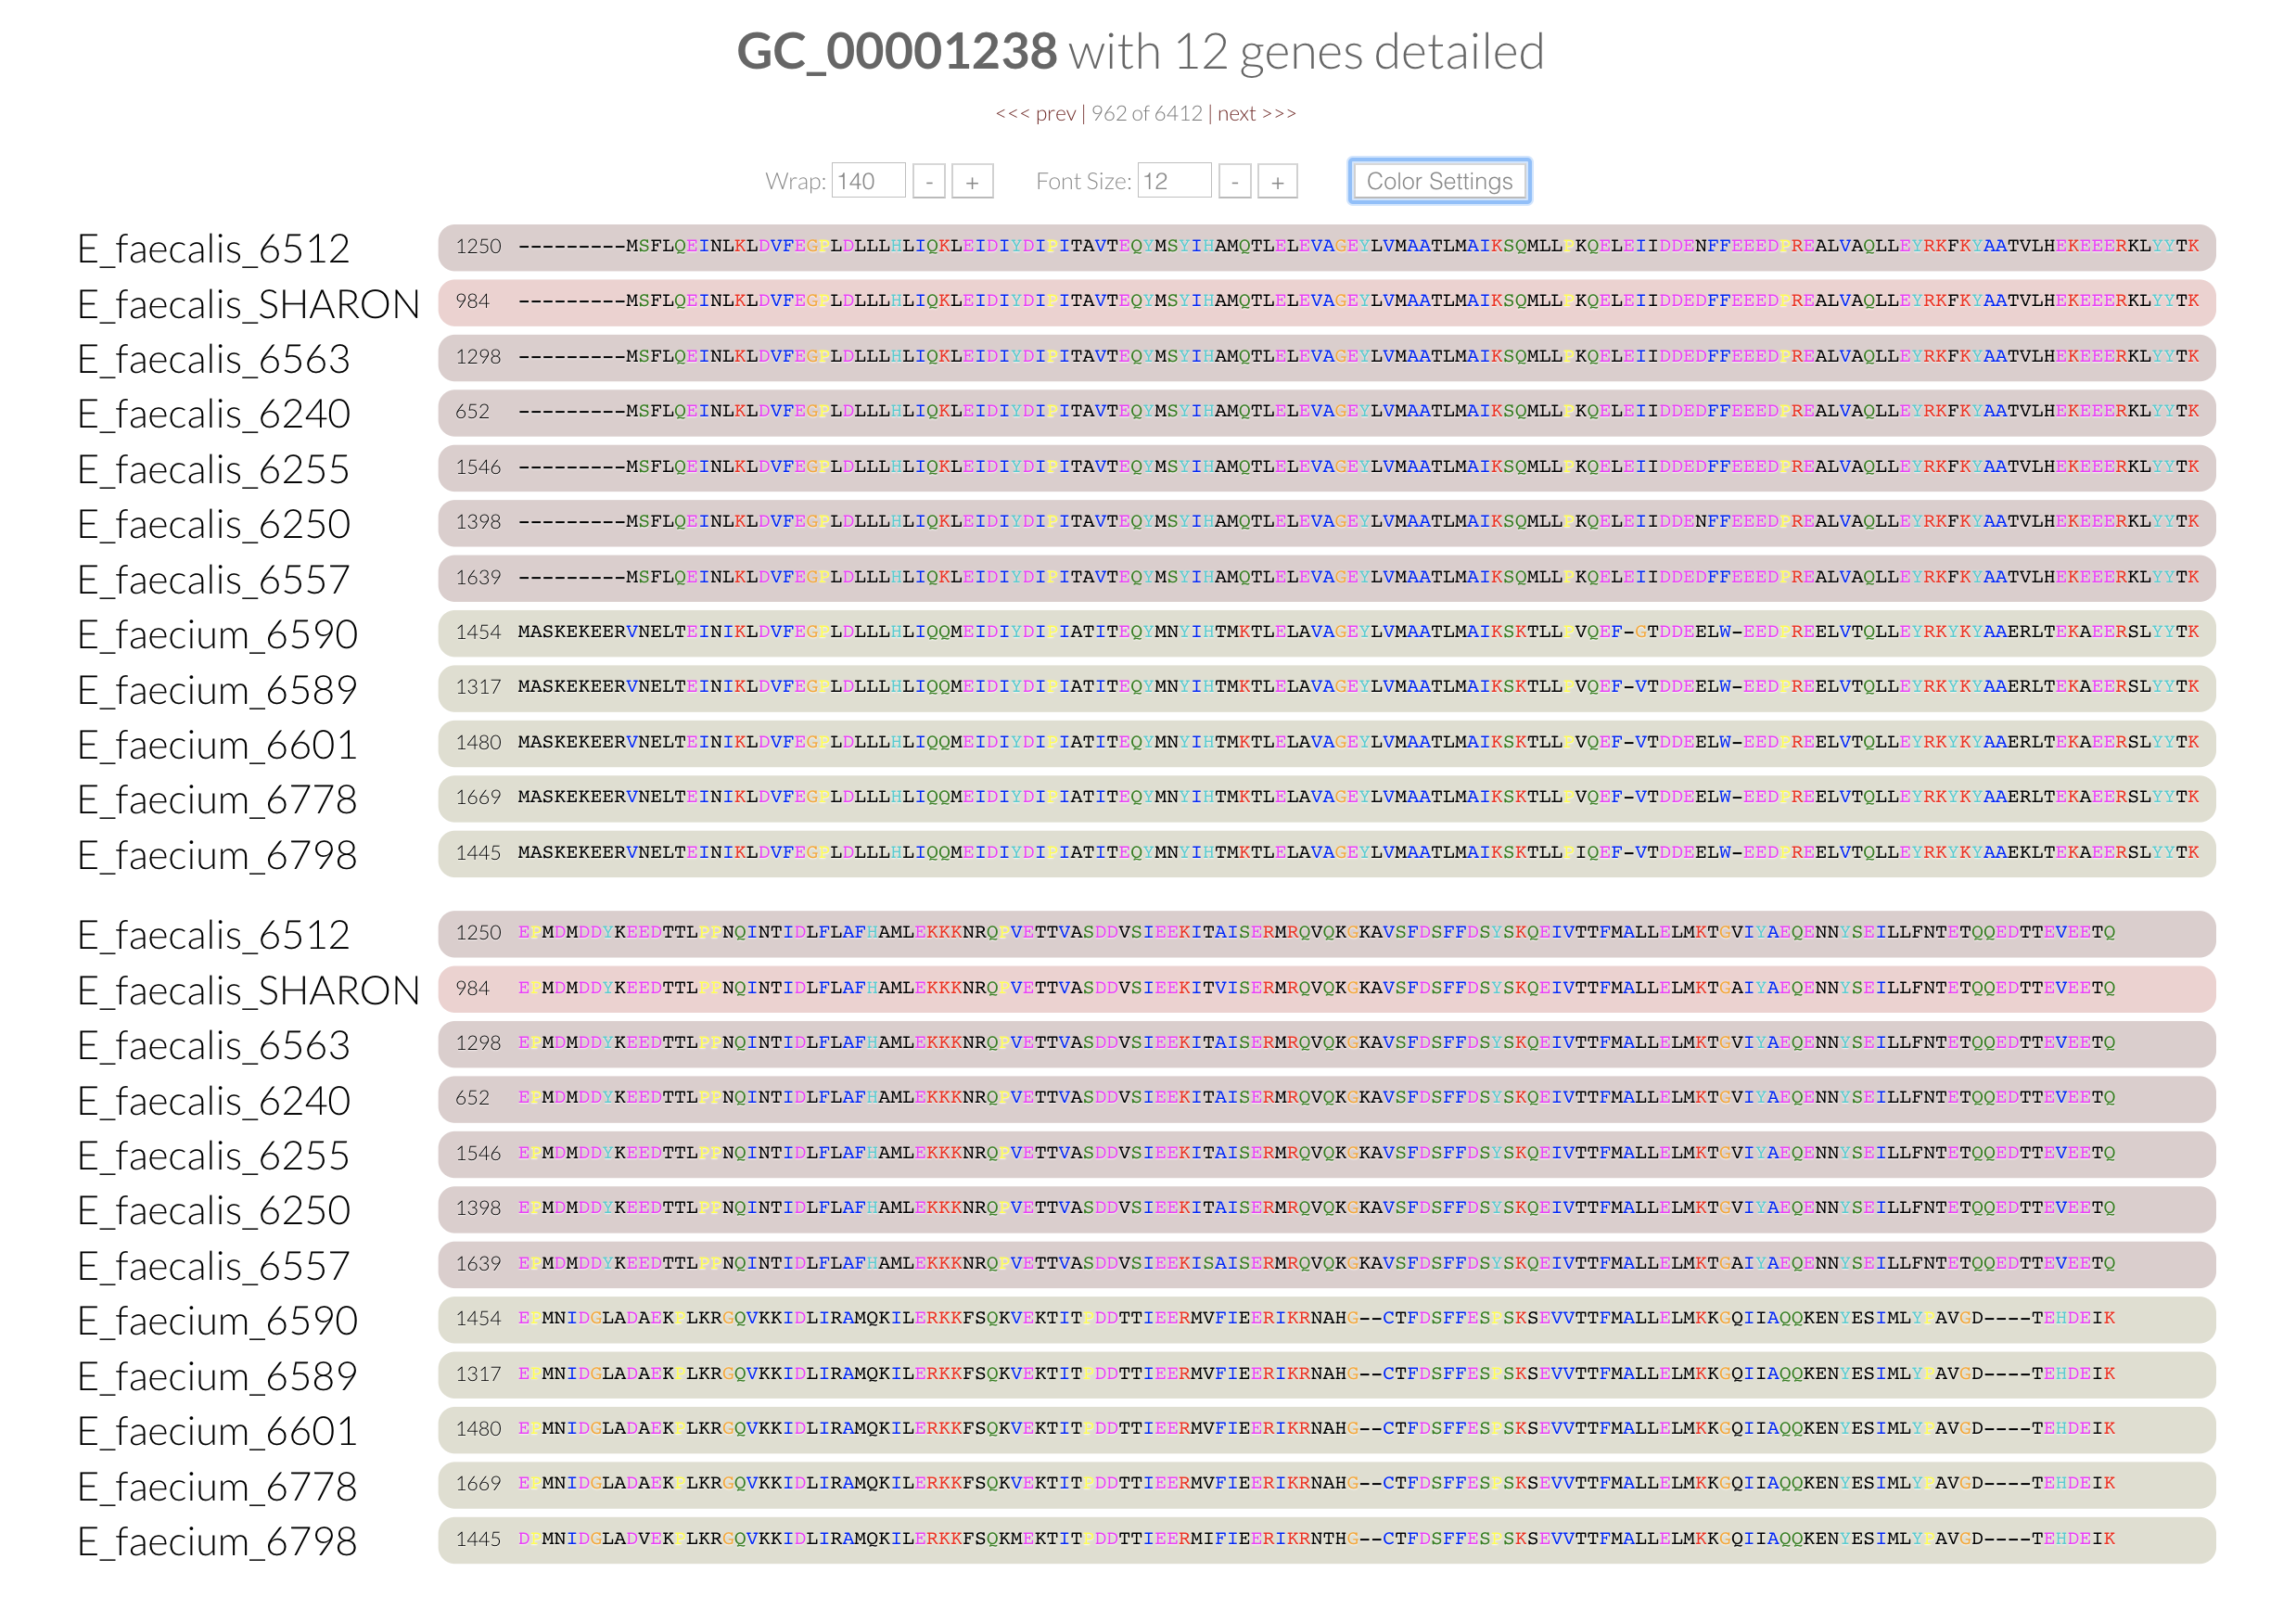 GC_00001238 with 12 genes detailed
<<< prev | 962 of 6412 | next >>>
Wrap: 140 - + Font Size: 12 - + Color Settings
E_faecalis_6512 1250 ---------MSFLQEINLKLDVFEGPLDLLLHLIQKLEIDIYDIPITAVTEQYMSYIHAMQTLELEVAGEYLVMAATLMAIKSQMLLPKQELEIIDDENFFEEEDPREALVAQLLEYRKFKYAATVLHEKEEERKLYYTK
E_faecalis_SHARON 984 ---------MSFLQEINLKLDVFEGPLDLLLHLIQKLEIDIYDIPITAVTEQYMSYIHAMQTLELEVAGEYLVMAATLMAIKSQMLLPKQELEIIDDEDFFEEEDPREALVAQLLEYRKFKYAATVLHEKEEERKLYYTK
E_faecalis_6563 1298 ---------MSFLQEINLKLDVFEGPLDLLLHLIQKLEIDIYDIPITAVTEQYMSYIHAMQTLELEVAGEYLVMAATLMAIKSQMLLPKQELEIIDDEDFFEEEDPREALVAQLLEYRKFKYAATVLHEKEEERKLYYTK
E_faecalis_6240 652 ---------MSFLQEINLKLDVFEGPLDLLLHLIQKLEIDIYDIPITAVTEQYMSYIHAMQTLELEVAGEYLVMAATLMAIKSQMLLPKQELEIIDDEDFFEEEDPREALVAQLLEYRKFKYAATVLHEKEEERKLYYTK
E_faecalis_6255 1546 ---------MSFLQEINLKLDVFEGPLDLLLHLIQKLEIDIYDIPITAVTEQYMSYIHAMQTLELEVAGEYLVMAATLMAIKSQMLLPKQELEIIDDEDFFEEEDPREALVAQLLEYRKFKYAATVLHEKEEERKLYYTK
E_faecalis_6250 1398 ---------MSFLQEINLKLDVFEGPLDLLLHLIQKLEIDIYDIPITAVTEQYMSYIHAMQTLELEVAGEYLVMAATLMAIKSQMLLPKQELEIIDDENFFEEEDPREALVAQLLEYRKFKYAATVLHEKEEERKLYYTK
E_faecalis_6557 1639 ---------MSFLQEINLKLDVFEGPLDLLLHLIQKLEIDIYDIPITAVTEQYMSYIHAMQTLELEVAGEYLVMAATLMAIKSQMLLPKQELEIIDDEDFFEEEDPREALVAQLLEYRKFKYAATVLHEKEEERKLYYTK
E_faecium_6590 1454 MASKEKEERVNELTEINIKLDVFEGPLDLLLHLIQQMEIDIYDIPIATITEQYMNYIHTMKTLELAVAGEYLVMAATLMAIKSKTLLPVQEF-GTDDEELW-EEDPREELVTQLLEYRKYKYAAERLTEKAEERSLYYTK
E_faecium_6589 1317 MASKEKEERVNELTEINIKLDVFEGPLDLLLHLIQQMEIDIYDIPIATITEQYMNYIHTMKTLELAVAGEYLVMAATLMAIKSKTLLPVQEF-VTDDEELW-EEDPREELVTQLLEYRKYKYAAERLTEKAEERSLYYTK
E_faecium_6601 1480 MASKEKEERVNELTEINIKLDVFEGPLDLLLHLIQQMEIDIYDIPIATITEQYMNYIHTMKTLELAVAGEYLVMAATLMAIKSKTLLPVQEF-VTDDEELW-EEDPREELVTQLLEYRKYKYAAERLTEKAEERSLYYTK
E_faecium_6778 1669 MASKEKEERVNELTEINIKLDVFEGPLDLLLHLIQQMEIDIYDIPIATITEQYMNYIHTMKTLELAVAGEYLVMAATLMAIKSKTLLPVQEF-VTDDEELW-EEDPREELVTQLLEYRKYKYAAERLTEKAEERSLYYTK
E_faecium_6798 1445 MASKEKEERVNELTEINIKLDVFEGPLDLLLHLIQQMEIDIYDIPIATITEQYMNYIHTMKTLELAVAGEYLVMAATLMAIKSKTLLPIQEF-VTDDEELW-EEDPREELVTQLLEYRKYKYAAEKLTEKAEERSLYYTK
E_faecalis_6512 1250 EPMDMDDYKEEDTTLPPNQINTIDLFLAFHAMLEKKKNRQPVETTVASDDVSIEEKITAISERMRQVQKGKAVSFDSFFDSYSKQEIVTTFMALLELMKTGVIYAEQENNYSEILLFNTETQQEDTTEVEETQ
E_faecalis_SHARON 984 EPMDMDDYKEEDTTLPPNQINTIDLFLAFHAMLEKKKNRQPVETTVASDDVSIEEKITVISERMRQVQKGKAVSFDSFFDSYSKQEIVTTFMALLELMKTGAIYAEQENNYSEILLFNTETQQEDTTEVEETQ
E_faecalis_6563 1298 EPMDMDDYKEEDTTLPPNQINTIDLFLAFHAMLEKKKNRQPVETTVASDDVSIEEKITAISERMRQVQKGKAVSFDSFFDSYSKQEIVTTFMALLELMKTGVIYAEQENNYSEILLFNTETQQEDTTEVEETQ
E_faecalis_6240 652 EPMDMDDYKEEDTTLPPNQINTIDLFLAFHAMLEKKKNRQPVETTVASDDVSIEEKITAISERMRQVQKGKAVSFDSFFDSYSKQEIVTTFMALLELMKTGVIYAEQENNYSEILLFNTETQQEDTTEVEETQ
E_faecalis_6255 1546 EPMDMDDYKEEDTTLPPNQINTIDLFLAFHAMLEKKKNRQPVETTVASDDVSIEEKITAISERMRQVQKGKAVSFDSFFDSYSKQEIVTTFMALLELMKTGVIYAEQENNYSEILLFNTETQQEDTTEVEETQ
E_faecalis_6250 1398 EPMDMDDYKEEDTTLPPNQINTIDLFLAFHAMLEKKKNRQPVETTVASDDVSIEEKITAISERMRQVQKGKAVSFDSFFDSYSKQEIVTTFMALLELMKTGVIYAEQENNYSEILLFNTETQQEDTTEVEETQ
E_faecalis_6557 1639 EPMDMDDYKEEDTTLPPNQINTIDLFLAFHAMLEKKKNRQPVETTVASDDVSIEEKISAISERMRQVQKGKAVSFDSFFDSYSKQEIVTTFMALLELMKTGAIYAEQENNYSEILLFNTETQQEDTTEVEETQ
E_faecium_6590 1454 EPMNIDGLADAEKPLKRGQVKKIDLIRAMQKILERKKFSQKVEKTITPDDTTIEERMVFIEERIKRNAHG--CTFDSFFESPSKSEVVTTFMALLELMKKGQIIAQQKENYESIMLYPAVGD----TEHDEIK
E_faecium_6589 1317 EPMNIDGLADAEKPLKRGQVKKIDLIRAMQKILERKKFSQKVEKTITPDDTTIEERMVFIEERIKRNAHG--CTFDSFFESPSKSEVVTTFMALLELMKKGQIIAQQKENYESIMLYPAVGD----TEHDEIK
E_faecium_6601 1480 EPMNIDGLADAEKPLKRGQVKKIDLIRAMQKILERKKFSQKVEKTITPDDTTIEERMVFIEERIKRNAHG--CTFDSFFESPSKSEVVTTFMALLELMKKGQIIAQQKENYESIMLYPAVGD----TEHDEIK
E_faecium_6778 1669 EPMNIDGLADAEKPLKRGQVKKIDLIRAMQKILERKKFSQKVEKTITPDDTTIEERMVFIEERIKRNAHG--CTFDSFFESPSKSEVVTTFMALLELMKKGQIIAQQKENYESIMLYPAVGD----TEHDEIK
E_faecium_6798 1445 DPMNIDGLADVEKPLKRGQVKKIDLIRAMQKILERKKFSQKMEKTITPDDTTIEERMIFIEERIKRNTHG--CTFDSFFESPSKSEVVTTFMALLELMKKGQIIAQQKENYESIMLYPAVGD----TEHDEIK